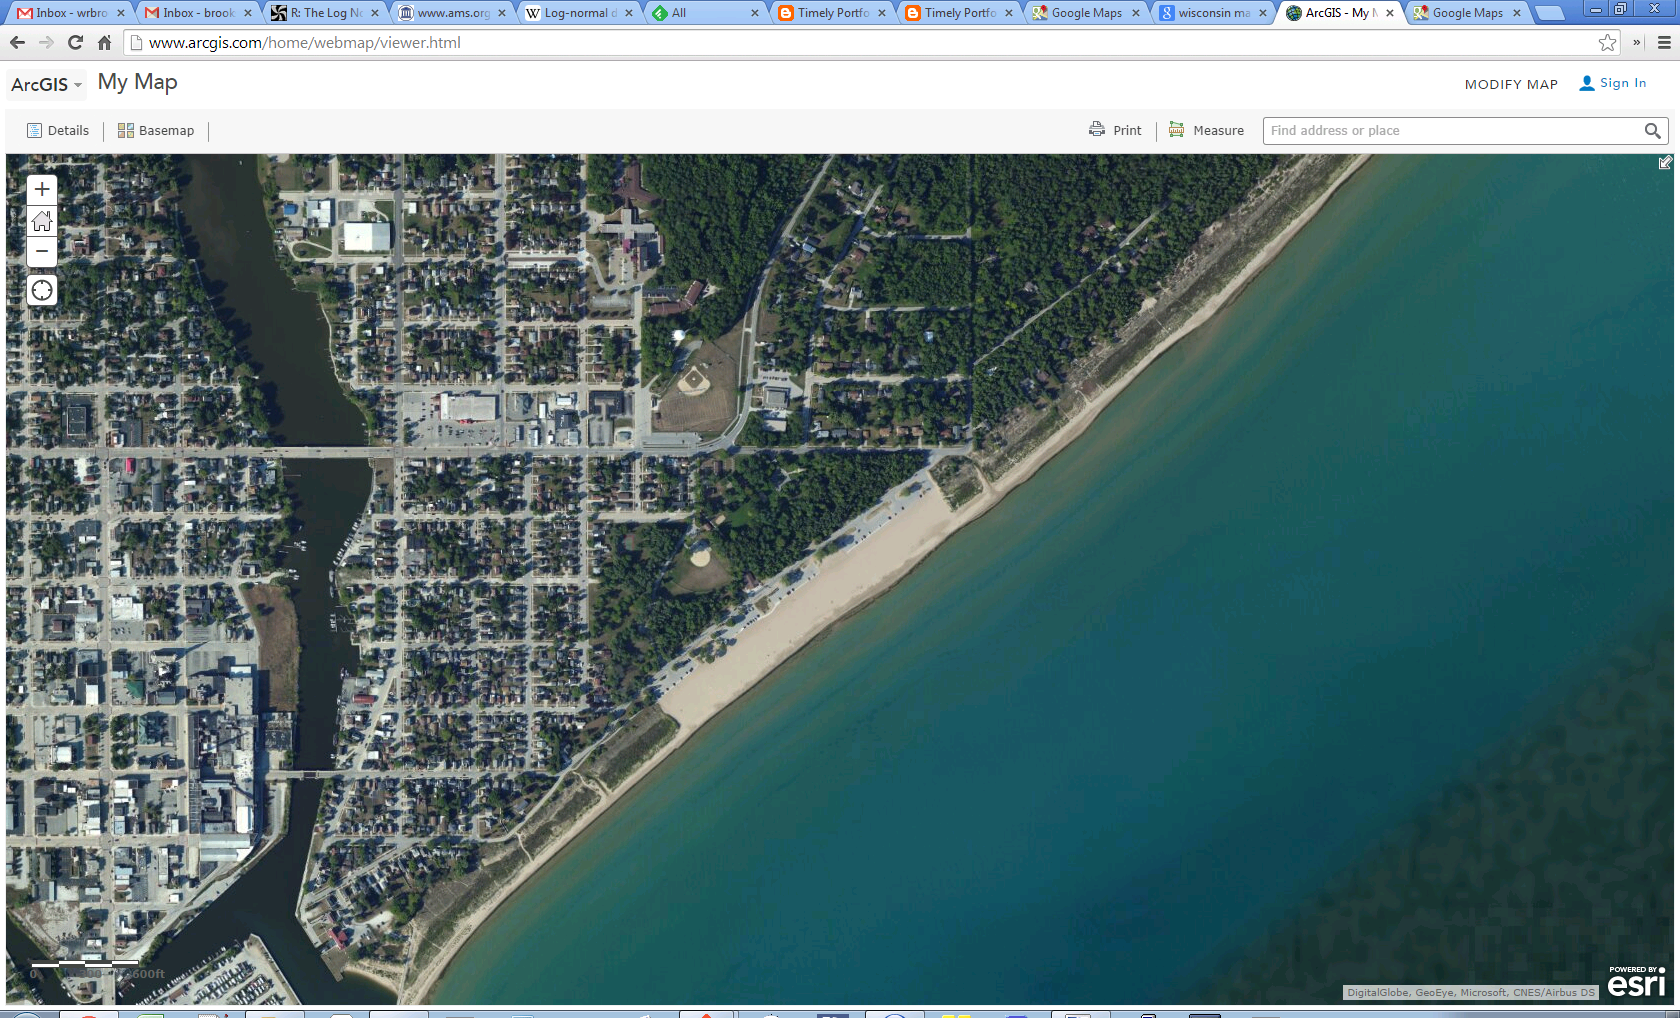 Inbox - wrbro
Inbox - brook
R: The Log No
www.ams.org
Log-normal d
All
Timely Portfo
Timely Portfo
Google Maps
wisconsin ma
ArcGIS - My M
Google Maps
www.arcgis.com/home/webmap/viewer.html
ArcGIS
My Map
MODIFY MAP
Sign In
Details
Basemap
Print
Measure
Find address or place
0
600ft
POWERED BY
esri
DigitalGlobe, GeoEye, Microsoft, CNES/Airbus DS